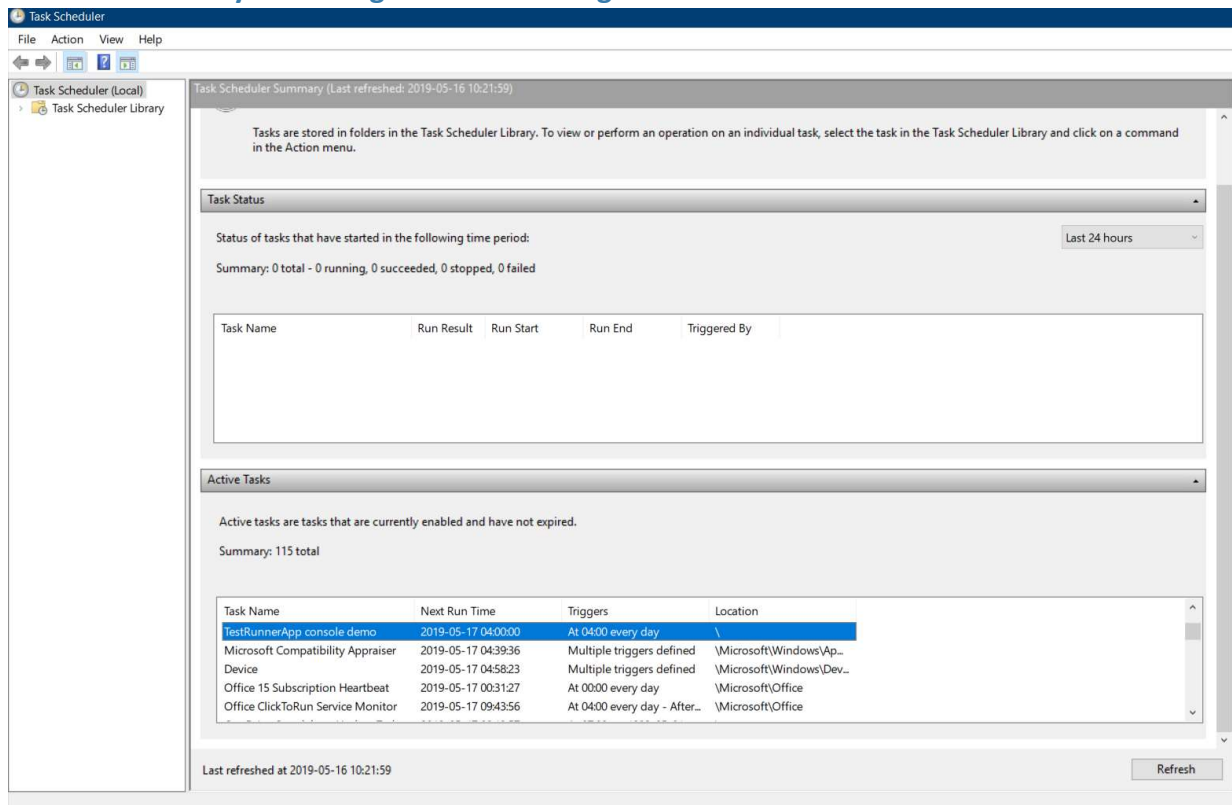 Task Scheduler
File Action View Help
Task Scheduler (Local)
Task Scheduler Library
Task Scheduler Summary (Last refreshed: 2019-05-16 10:21:59)
Tasks are stored in folders in the Task Scheduler Library. To view or perform an operation on an individual task, select the task in the Task Scheduler Library and click on a command
in the Action menu.
Task Status
Status of tasks that have started in the following time period:
Last 24 hours
Summary: 0 total - 0 running, 0 succeeded, 0 stopped, 0 failed
Task Name Run Result Run Start Run End Triggered By
Active Tasks
Active tasks are tasks that are currently enabled and have not expired.
Summary: 115 total
Task Name Next Run Time Triggers Location
TestRunnerApp console demo 2019-05-17 04:00:00 At 04:00 every day \
Microsoft Compatibility Appraiser 2019-05-17 04:39:36 Multiple triggers defined \Microsoft\Windows\Ap...
Device 2019-05-17 04:58:23 Multiple triggers defined \Microsoft\Windows\Dev...
Office 15 Subscription Heartbeat 2019-05-17 00:31:27 At 00:00 every day \Microsoft\Office
Office ClickToRun Service Monitor 2019-05-17 09:43:56 At 04:00 every day - After... \Microsoft\Office
Last refreshed at 2019-05-16 10:21:59
Refresh